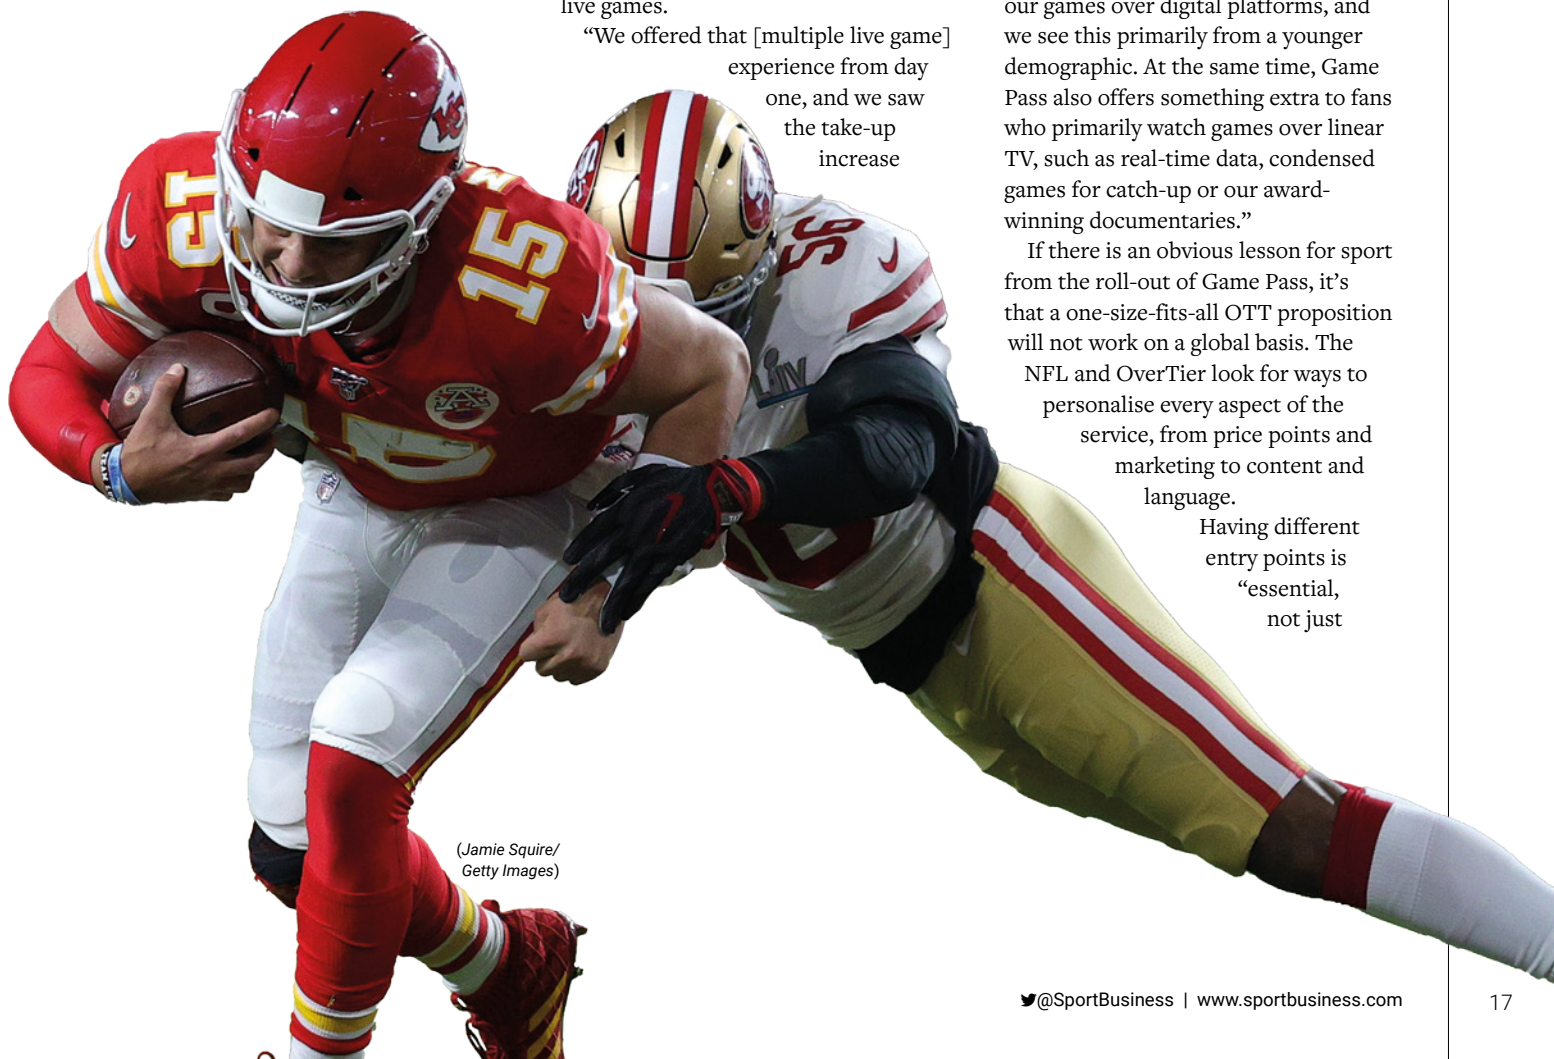 live games.
“We offered that [multiple live game]
experience from day
one, and we saw
the take-up
increase
our games over digital platforms, and
we see this primarily from a younger
demographic. At the same time, Game
Pass also offers something extra to fans
who primarily watch games over linear
TV, such as real-time data, condensed
games for catch-up or our award-
winning documentaries.”
If there is an obvious lesson for sport
from the roll-out of Game Pass, it’s
that a one-size-fits-all OTT proposition
will not work on a global basis. The
NFL and OverTier look for ways to
personalise every aspect of the
service, from price points and
marketing to content and
language.
Having different
entry points is
“essential,
not just
15
15
56
LIV
(Jamie Squire/
Getty Images)
@SportBusiness | www.sportbusiness.com
17